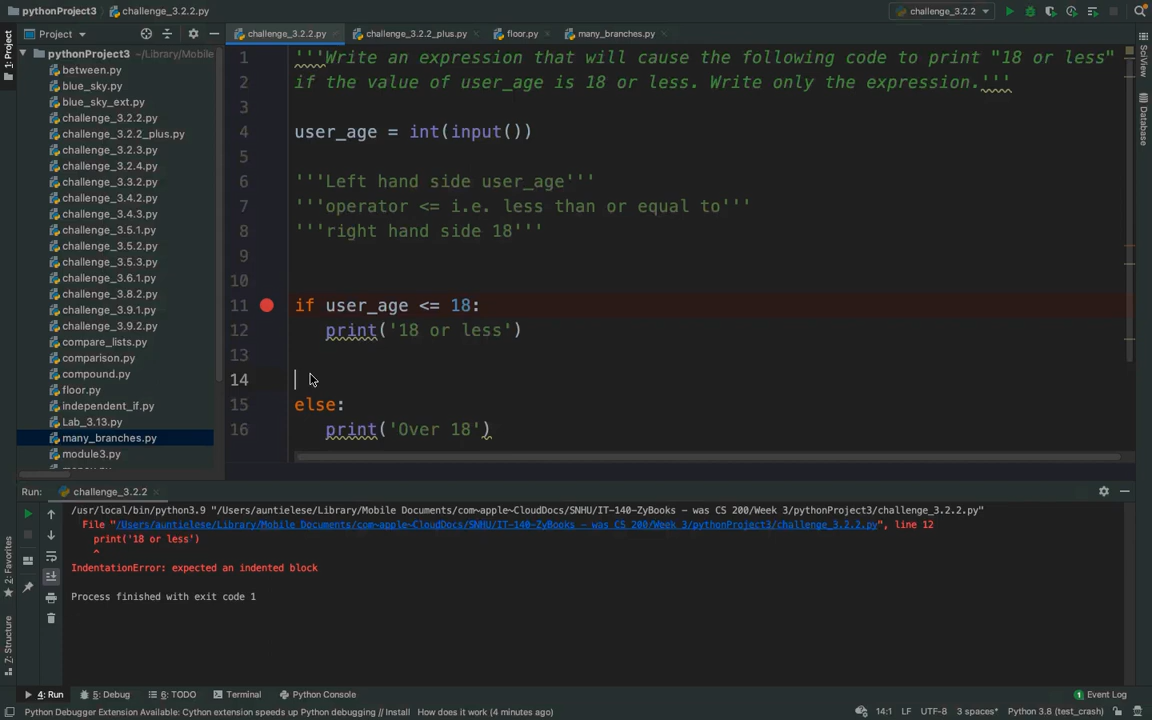 pythonProject3 challenge_3.2.2.py
challenge_3.2.2
Project
challenge_3.2.2.py challenge_3.2.2_plus.py floor.py many_branches.py
1: Project
pythonProject3 ~/Library/Mobile
between.py
blue_sky.py
blue_sky_ext.py
challenge_3.2.2.py
challenge_3.2.2_plus.py
challenge_3.2.3.py
challenge_3.2.4.py
challenge_3.3.2.py
challenge_3.4.2.py
challenge_3.4.3.py
challenge_3.5.1.py
challenge_3.5.2.py
challenge_3.5.3.py
challenge_3.6.1.py
challenge_3.8.2.py
challenge_3.9.1.py
challenge_3.9.2.py
compare_lists.py
comparison.py
compound.py
floor.py
independent_if.py
Lab_3.13.py
many_branches.py
module3.py
1 '''Write an expression that will cause the following code to print "18 or less"
2 if the value of user_age is 18 or less. Write only the expression.'''
3
4 user_age = int(input())
5
6 '''Left hand side user_age'''
7 '''operator <= i.e. less than or equal to'''
8 '''right hand side 18'''
9
10
11 if user_age <= 18:
12 print('18 or less')
13
14
15 else:
16 print('Over 18')
SciView
Database
Run: challenge_3.2.2
/usr/local/bin/python3.9 "/Users/auntielese/Library/Mobile Documents/com~apple~CloudDocs/SNHU/IT-140-ZyBooks - was CS 200/Week 3/pythonProject3/challenge_3.2.2.py"
File "/Users/auntielese/Library/Mobile Documents/com~apple~CloudDocs/SNHU/IT-140-ZyBooks - was CS 200/Week 3/pythonProject3/challenge_3.2.2.py", line 12
print('18 or less')
^
IndentationError: expected an indented block
Process finished with exit code 1
2: Favorites
7: Structure
4: Run 5: Debug 6: TODO Terminal Python Console 1 Event Log
Python Debugger Extension Available: Cython extension speeds up Python debugging // Install How does it work (4 minutes ago) 14:1 LF UTF-8 3 spaces* Python 3.8 (test_crash)